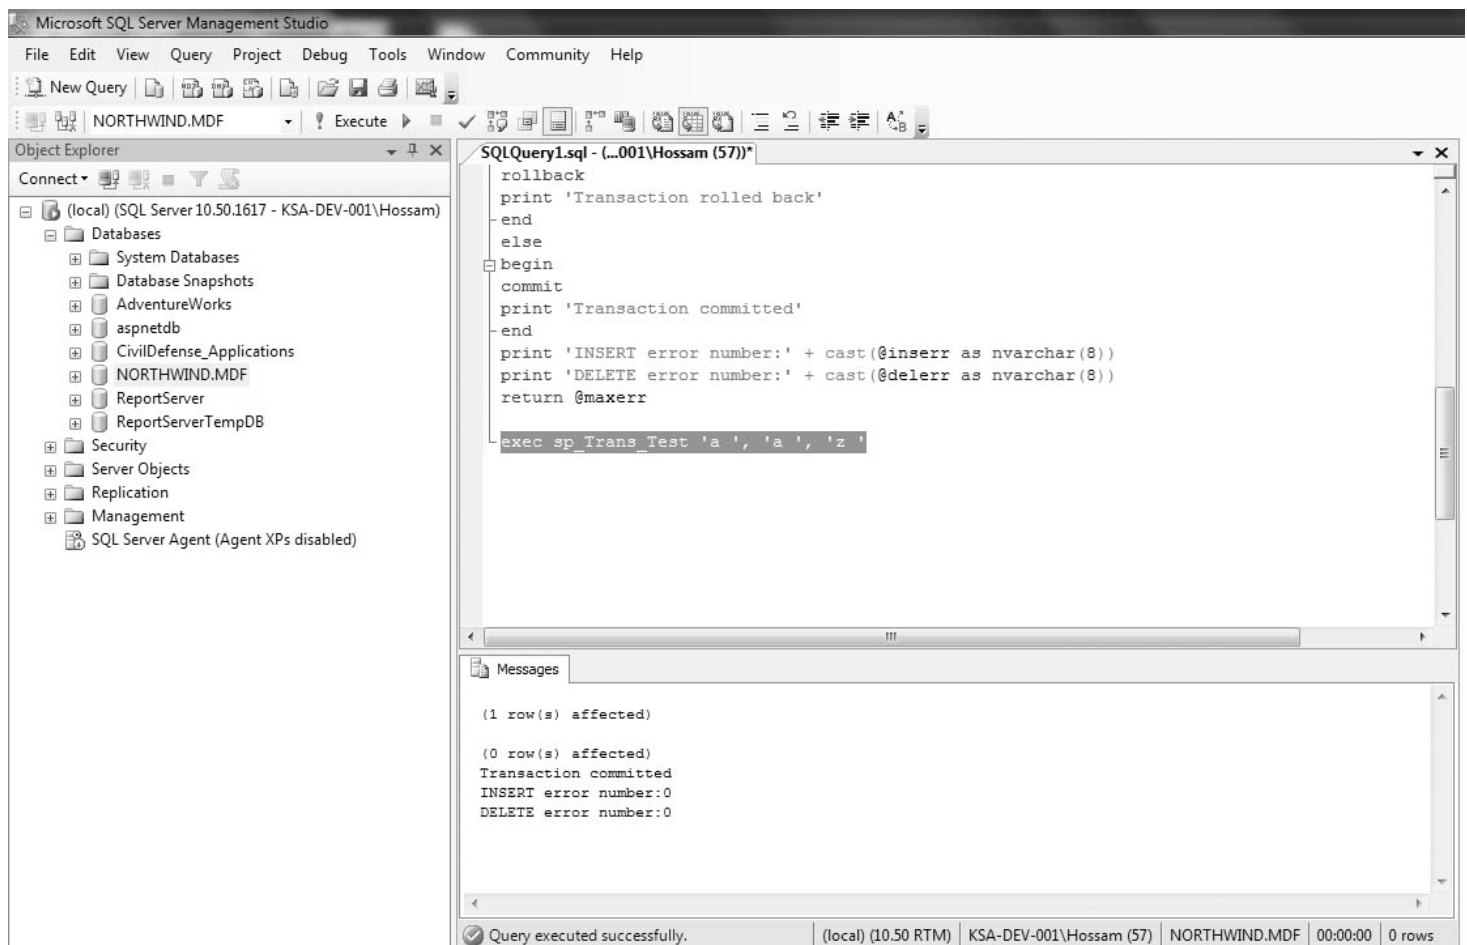 Microsoft SQL Server Management Studio
File Edit View Query Project Debug Tools Window Community Help
New Query
NORTHWIND.MDF Execute
Object Explorer
Connect
(local) (SQL Server 10.50.1617 - KSA-DEV-001\Hossam)
Databases
System Databases
Database Snapshots
AdventureWorks
aspnetdb
CivilDefense_Applications
NORTHWIND.MDF
ReportServer
ReportServerTempDB
Security
Server Objects
Replication
Management
SQL Server Agent (Agent XPs disabled)
SQLQuery1.sql - (...001\Hossam (57))*
rollback
print 'Transaction rolled back'
end
else
begin
commit
print 'Transaction committed'
end
print 'INSERT error number:' + cast(@inserr as nvarchar(8))
print 'DELETE error number:' + cast(@delerr as nvarchar(8))
return @maxerr
exec sp_Trans_Test 'a ', 'a ', 'z '
Messages
(1 row(s) affected)
(0 row(s) affected)
Transaction committed
INSERT error number:0
DELETE error number:0
Query executed successfully. (local) (10.50 RTM) KSA-DEV-001\Hossam (57) NORTHWIND.MDF 00:00:00 0 rows